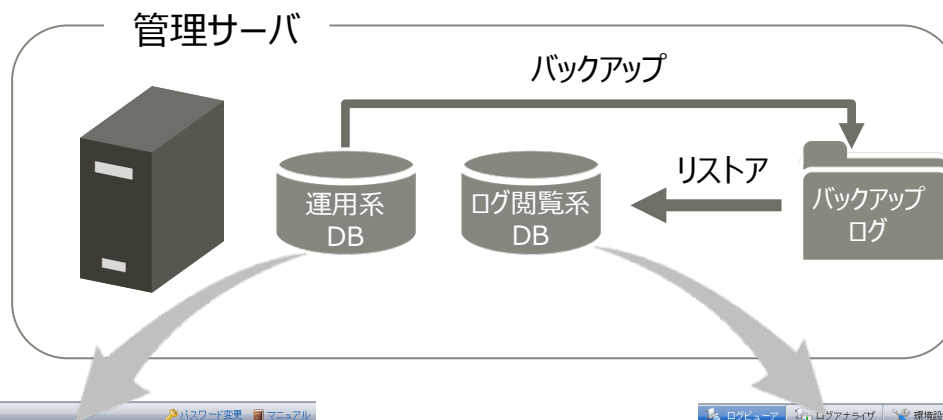 管理サーバ
バックアップ
リストア
運用系
DB
ログ閲覧系
DB
バックアップ
ログ
パスワード変更 マニュアル
ログビューア ログアナライザ 環境設